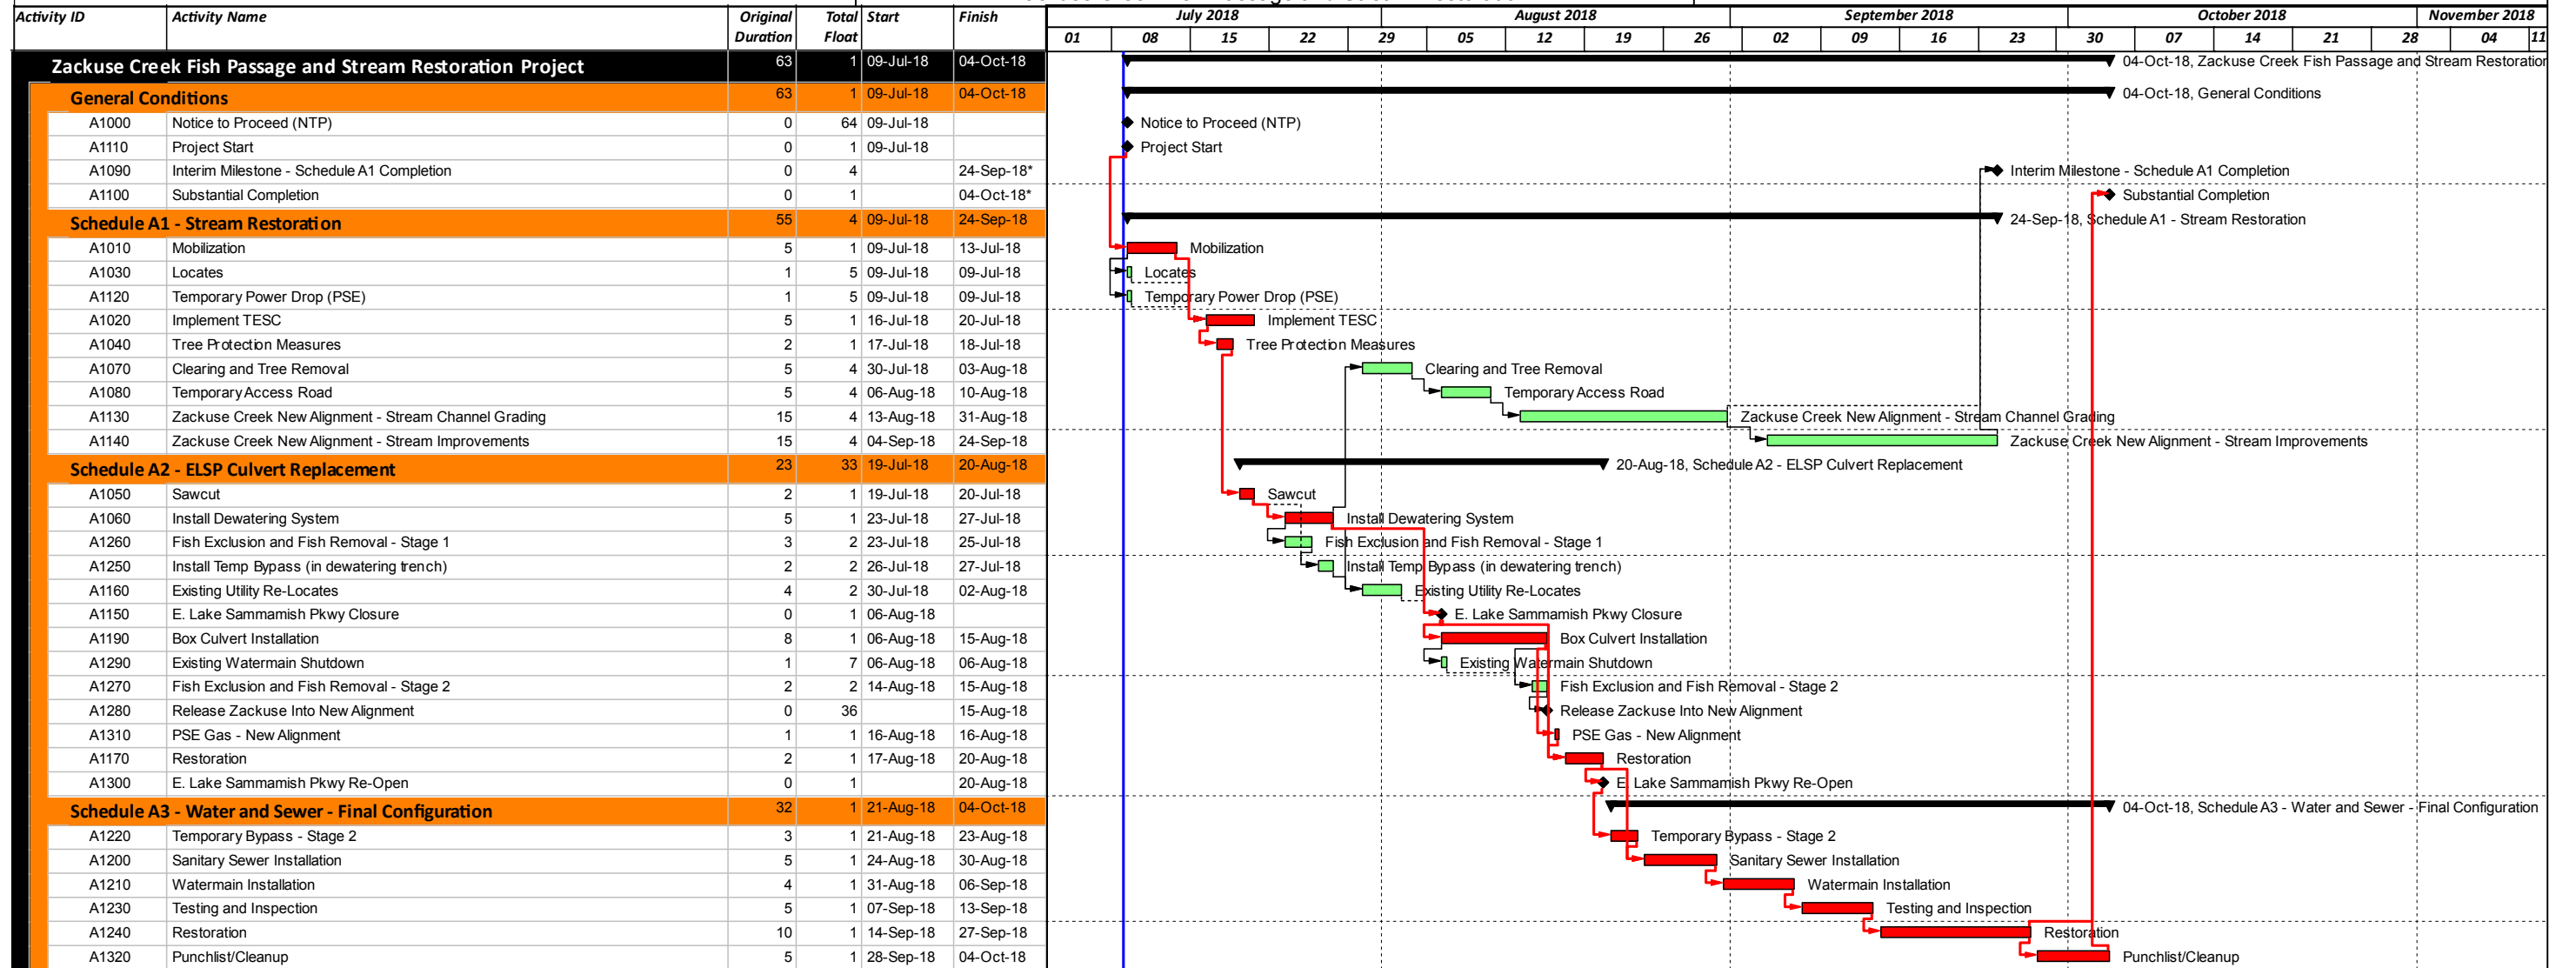 Activity ID Activity Name Original Duration Total Float Start Finish July 2018 August 2018 September 2018 October 2018 November 2018
01 08 15 22 29 05 12 19 26 02 09 16 23 30 07 14 21 28 04 11
Zackuse Creek Fish Passage and Stream Restoration Project 63 1 09-Jul-18 04-Oct-18 04-Oct-18, Zackuse Creek Fish Passage and Stream Restoration
General Conditions 63 1 09-Jul-18 04-Oct-18 04-Oct-18, General Conditions
A1000 Notice to Proceed (NTP) 0 64 09-Jul-18 Notice to Proceed (NTP)
A1110 Project Start 0 1 09-Jul-18 Project Start
A1090 Interim Milestone - Schedule A1 Completion 0 4 24-Sep-18* Interim Milestone - Schedule A1 Completion
A1100 Substantial Completion 0 1 04-Oct-18* Substantial Completion
Schedule A1 - Stream Restoration 55 4 09-Jul-18 24-Sep-18 24-Sep-18, Schedule A1 - Stream Restoration
A1010 Mobilization 5 1 09-Jul-18 13-Jul-18 Mobilization
A1030 Locates 1 5 09-Jul-18 09-Jul-18 Locates
A1120 Temporary Power Drop (PSE) 1 5 09-Jul-18 09-Jul-18 Temporary Power Drop (PSE)
A1020 Implement TESC 5 1 16-Jul-18 20-Jul-18 Implement TESC
A1040 Tree Protection Measures 2 1 17-Jul-18 18-Jul-18 Tree Protection Measures
A1070 Clearing and Tree Removal 5 4 30-Jul-18 03-Aug-18 Clearing and Tree Removal
A1080 Temporary Access Road 5 4 06-Aug-18 10-Aug-18 Temporary Access Road
A1130 Zackuse Creek New Alignment - Stream Channel Grading 15 4 13-Aug-18 31-Aug-18 Zackuse Creek New Alignment - Stream Channel Grading
A1140 Zackuse Creek New Alignment - Stream Improvements 15 4 04-Sep-18 24-Sep-18 Zackuse Creek New Alignment - Stream Improvements
Schedule A2 - ELSP Culvert Replacement 23 33 19-Jul-18 20-Aug-18 20-Aug-18, Schedule A2 - ELSP Culvert Replacement
A1050 Sawcut 2 1 19-Jul-18 20-Jul-18 Sawcut
A1060 Install Dewatering System 5 1 23-Jul-18 27-Jul-18 Install Dewatering System
A1260 Fish Exclusion and Fish Removal - Stage 1 3 2 23-Jul-18 25-Jul-18 Fish Exclusion and Fish Removal - Stage 1
A1250 Install Temp Bypass (in dewatering trench) 2 2 26-Jul-18 27-Jul-18 Install Temp Bypass (in dewatering trench)
A1160 Existing Utility Re-Locates 4 2 30-Jul-18 02-Aug-18 Existing Utility Re-Locates
A1150 E. Lake Sammamish Pkwy Closure 0 1 06-Aug-18 E. Lake Sammamish Pkwy Closure
A1190 Box Culvert Installation 8 1 06-Aug-18 15-Aug-18 Box Culvert Installation
A1290 Existing Watermain Shutdown 1 7 06-Aug-18 06-Aug-18 Existing Watermain Shutdown
A1270 Fish Exclusion and Fish Removal - Stage 2 2 2 14-Aug-18 15-Aug-18 Fish Exclusion and Fish Removal - Stage 2
A1280 Release Zackuse Into New Alignment 0 36 15-Aug-18 Release Zackuse Into New Alignment
A1310 PSE Gas - New Alignment 1 1 16-Aug-18 16-Aug-18 PSE Gas - New Alignment
A1170 Restoration 2 1 17-Aug-18 20-Aug-18 Restoration
A1300 E. Lake Sammamish Pkwy Re-Open 0 1 20-Aug-18 E. Lake Sammamish Pkwy Re-Open
Schedule A3 - Water and Sewer - Final Configuration 32 1 21-Aug-18 04-Oct-18 04-Oct-18, Schedule A3 - Water and Sewer - Final Configuration
A1220 Temporary Bypass - Stage 2 3 1 21-Aug-18 23-Aug-18 Temporary Bypass - Stage 2
A1200 Sanitary Sewer Installation 5 1 24-Aug-18 30-Aug-18 Sanitary Sewer Installation
A1210 Watermain Installation 4 1 31-Aug-18 06-Sep-18 Watermain Installation
A1230 Testing and Inspection 5 1 07-Sep-18 13-Sep-18 Testing and Inspection
A1240 Restoration 10 1 14-Sep-18 27-Sep-18 Restoration
A1320 Punchlist/Cleanup 5 1 28-Sep-18 04-Oct-18 Punchlist/Cleanup